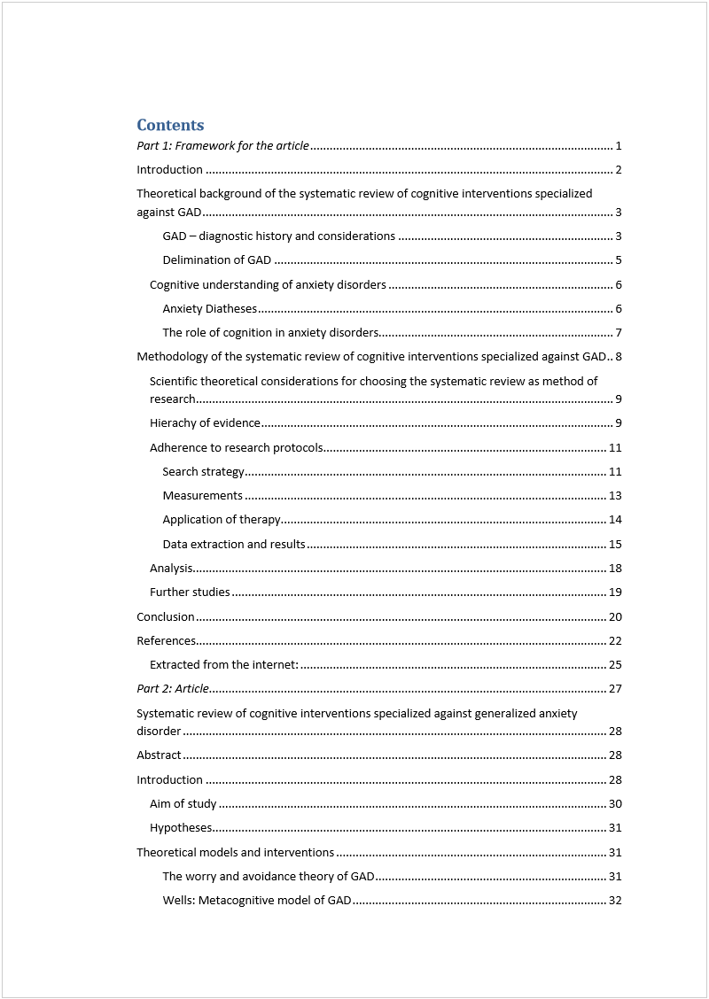 Contents
Part 1: Framework for the article 1
Introduction 2
Theoretical background of the systematic review of cognitive interventions specialized
against GAD 3
GAD – diagnostic history and considerations 3
Delimination of GAD 5
Cognitive understanding of anxiety disorders 6
Anxiety Diatheses 6
The role of cognition in anxiety disorders 7
Methodology of the systematic review of cognitive interventions specialized against GAD 8
Scientific theoretical considerations for choosing the systematic review as method of
research 9
Hierachy of evidence 9
Adherence to research protocols 11
Search strategy 11
Measurements 13
Application of therapy 14
Data extraction and results 15
Analysis 18
Further studies 19
Conclusion 20
References 22
Extracted from the internet: 25
Part 2: Article 27
Systematic review of cognitive interventions specialized against generalized anxiety
disorder 28
Abstract 28
Introduction 28
Aim of study 30
Hypotheses 31
Theoretical models and interventions 31
The worry and avoidance theory of GAD 31
Wells: Metacognitive model of GAD 32